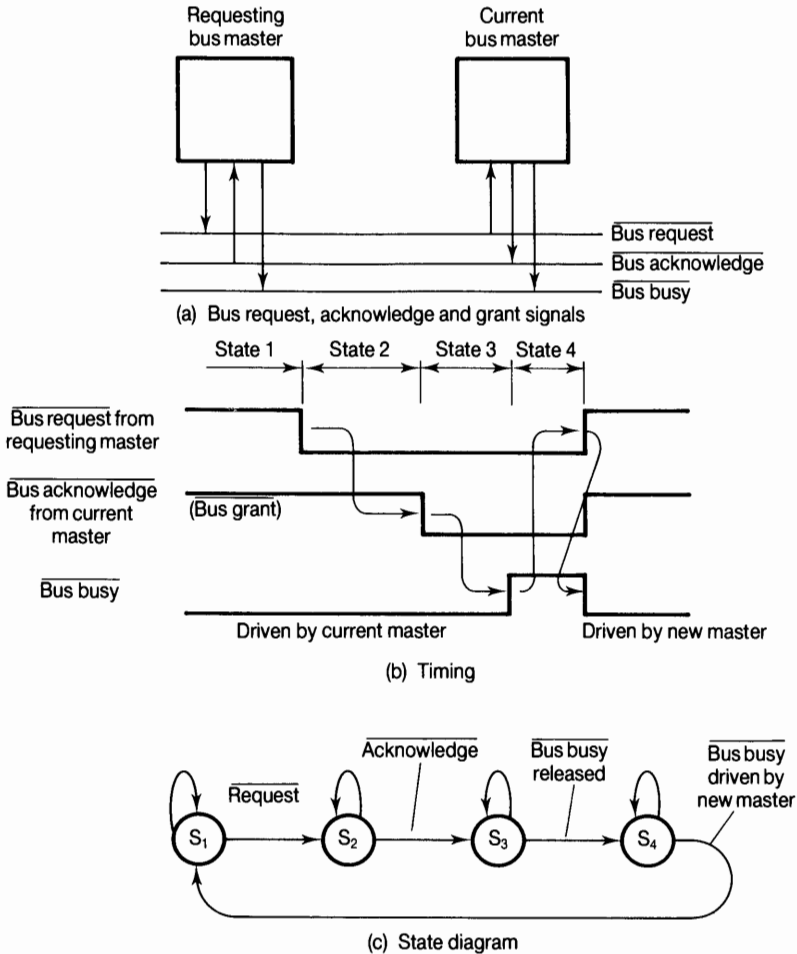 Requesting
bus master
Current
bus master
Bus request
Bus acknowledge
Bus busy
(a) Bus request, acknowledge and grant signals
State 1
State 2
State 3
State 4
Bus request from
requesting master
Bus acknowledge
from current
master
(Bus grant)
Bus busy
Driven by current master
Driven by new master
(b) Timing
Request
Acknowledge
Bus busy
released
Bus busy
driven by
new master
S₁
S₂
S₃
S₄
(c) State diagram